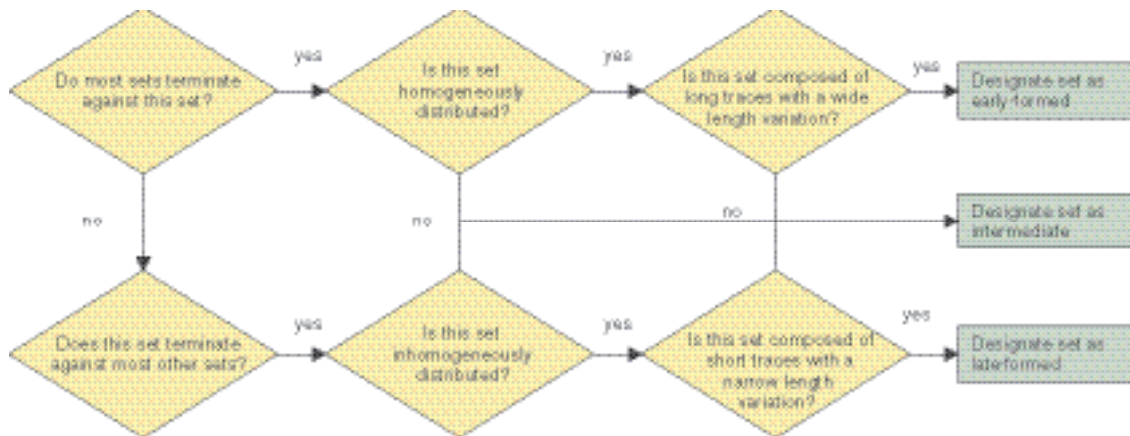 Do most sets terminate
against this set?
yes
Is this set
homogeneously
distributed?
yes
Is this set composed of
long traces with a wide
length variation?
yes
Designate set as
early-formed
no
no
no
Designate set as
intermediate
Does this set terminate
against most other sets?
yes
Is this set
inhomogeneously
distributed?
yes
Is this set composed of
short traces with a
narrow length
variation?
yes
Designate set as
late-formed